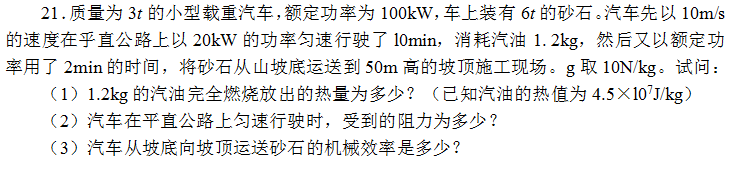 21.质量为 3t 的小型载重汽车，额定功率为 100kW，车上装有 6t 的砂石。汽车先以 10m/s
的速度在平直公路上以 20kW 的功率匀速行驶了 l0min，消耗汽油 1.2kg，然后又以额定功
率用了 2min 的时间，将砂石从山坡底运送到 50m 高的坡顶施工现场。g 取 10N/kg。试问：
（1）1.2kg 的汽油完全燃烧放出的热量为多少？（已知汽油的热值为 4.5×l0⁷J/kg）
（2）汽车在平直公路上匀速行驶时，受到的阻力为多少？
（3）汽车从坡底向坡顶运送砂石的机械效率是多少？